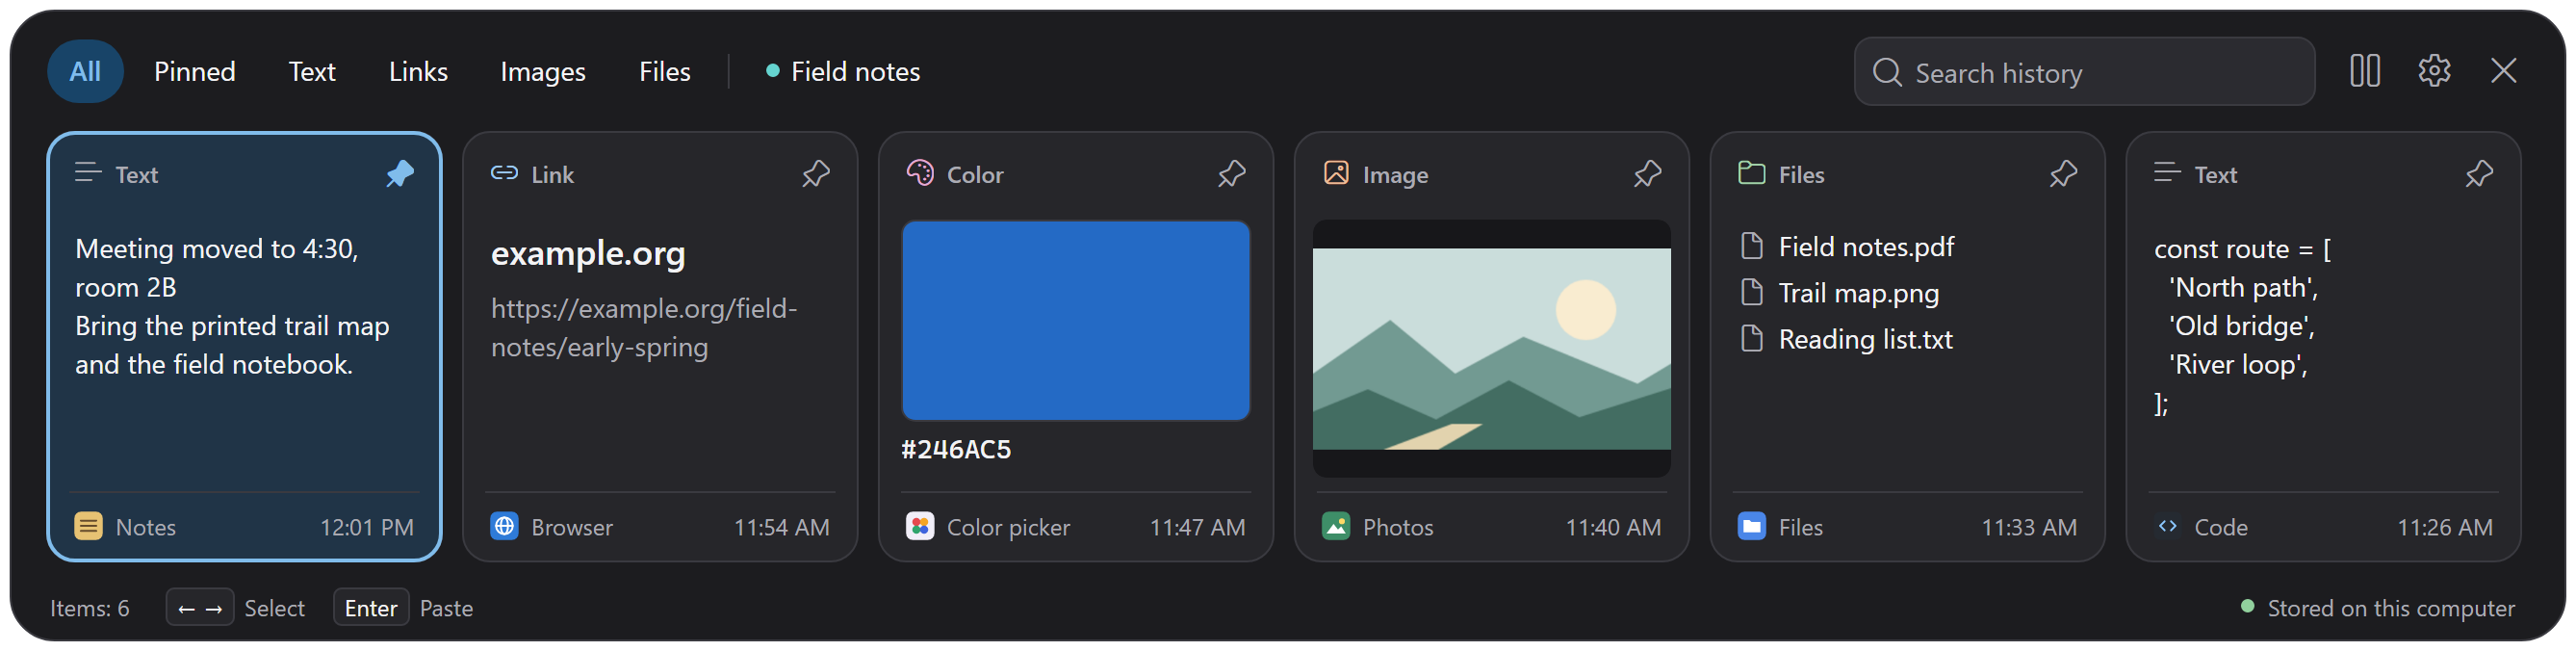 All Pinned Text Links Images Files Field notes Search history
Text
Meeting moved to 4:30,
room 2B
Bring the printed trail map
and the field notebook.
Notes 12:01 PM
Link
example.org
https://example.org/field-
notes/early-spring
Browser 11:54 AM
Color
#246AC5
Color picker 11:47 AM
Image
Photos 11:40 AM
Files
Field notes.pdf
Trail map.png
Reading list.txt
Files 11:33 AM
Text
const route = [
'North path',
'Old bridge',
'River loop',
];
Code 11:26 AM
Items: 6 ← → Select Enter Paste Stored on this computer